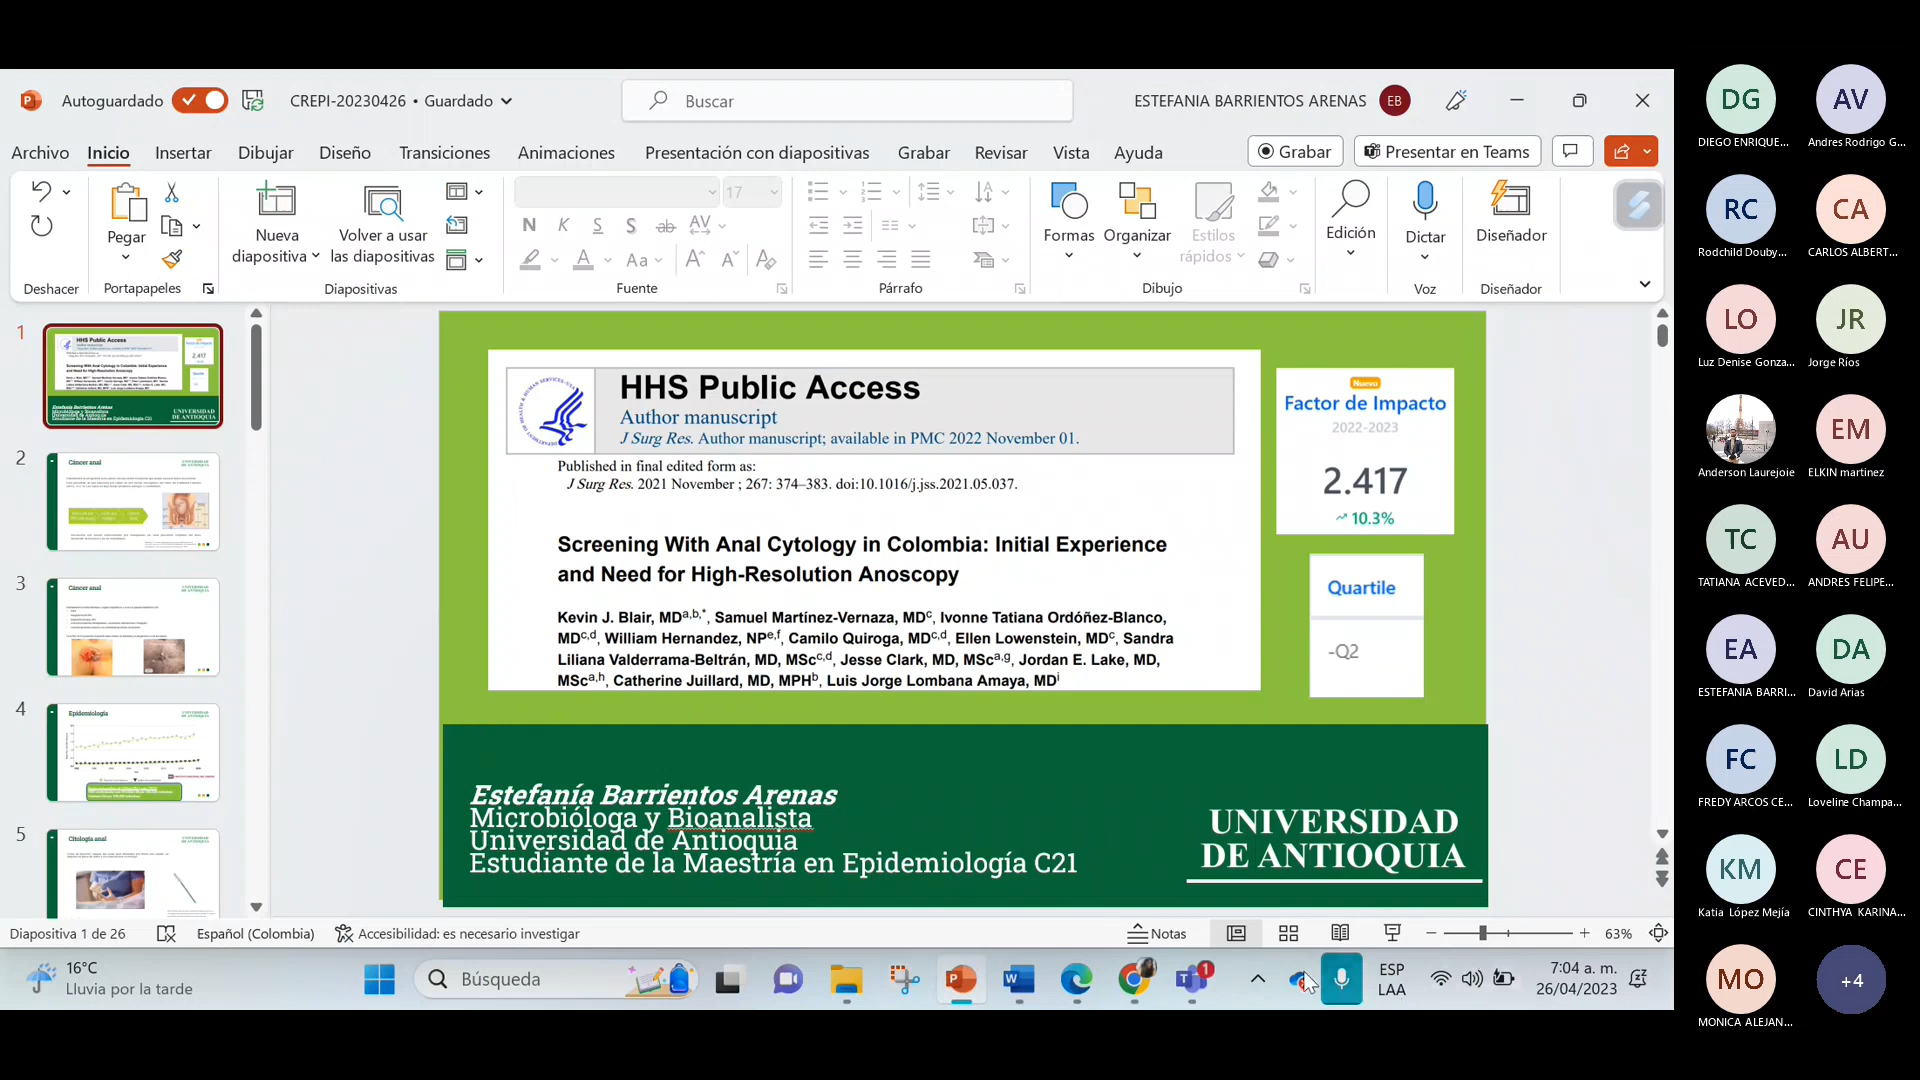 Autoguardado
CREPI-20230426 • Guardado
Buscar
ESTEFANIA BARRIENTOS ARENAS
EB
Archivo
Inicio
Insertar
Dibujar
Diseño
Transiciones
Animaciones
Presentación con diapositivas
Grabar
Revisar
Vista
Ayuda
Grabar
Presentar en Teams
Pegar
Nueva
diapositiva
Volver a usar
las diapositivas
17
N K S S ab AV
A Aa A A A
Formas
Organizar
Estilos
rápidos
Edición
Dictar
Diseñador
Deshacer
Portapapeles
Diapositivas
Fuente
Párrafo
Dibujo
Voz
Diseñador
1
2
Cáncer anal
3
Cáncer anal
4
Epidemiología
5
Citología anal
HHS Public Access
Author manuscript
J Surg Res. Author manuscript; available in PMC 2022 November 01.
Published in final edited form as:
J Surg Res. 2021 November ; 267: 374–383. doi:10.1016/j.jss.2021.05.037.
Screening With Anal Cytology in Colombia: Initial Experience
and Need for High-Resolution Anoscopy
Kevin J. Blair, MDa,b,*, Samuel Martínez-Vernaza, MDc, Ivonne Tatiana Ordóñez-Blanco,
MDc,d, William Hernandez, NPe,f, Camilo Quiroga, MDc,d, Ellen Lowenstein, MDc, Sandra
Liliana Valderrama-Beltrán, MD, MScc,d, Jesse Clark, MD, MSca,g, Jordan E. Lake, MD,
MSca,h, Catherine Juillard, MD, MPHb, Luis Jorge Lombana Amaya, MDi
Nuevo
Factor de Impacto
2022-2023
2.417
10.3%
Quartile
-Q2
Estefanía Barrientos Arenas
Microbióloga y Bioanalista
Universidad de Antioquia
Estudiante de la Maestría en Epidemiología C21
UNIVERSIDAD
DE ANTIOQUIA
Diapositiva 1 de 26
Español (Colombia)
Accesibilidad: es necesario investigar
Notas
63%
16°C
Lluvia por la tarde
Búsqueda
1
ESP
LAA
7:04 a. m.
26/04/2023
DG
DIEGO ENRIQUE...
AV
Andres Rodrigo G...
RC
Rodchild Douby...
CA
CARLOS ALBERT...
LO
Luz Denise Gonza...
JR
Jorge Ríos
Anderson Laurejoie
EM
ELKIN martinez
TC
TATIANA ACEVED...
AU
ANDRES FELIPE...
EA
ESTEFANIA BARRI...
DA
David Arias
FC
FREDY ARCOS CE...
LD
Loveline Champa...
KM
Katia López Mejía
CE
CINTHYA KARINA...
MO
MONICA ALEJAN...
+4